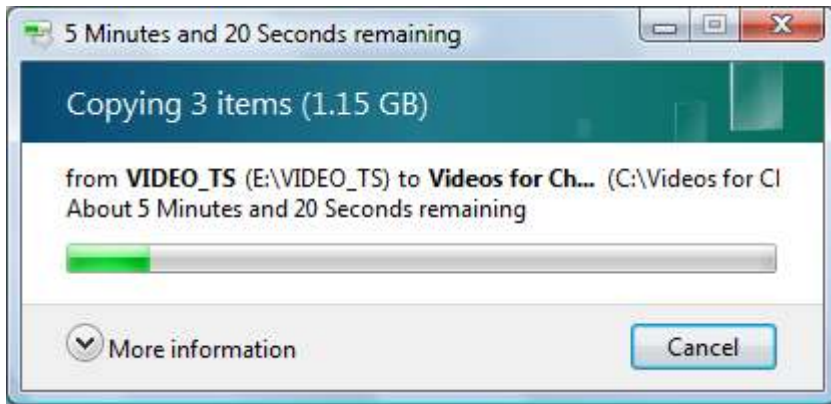 5 Minutes and 20 Seconds remaining
Copying 3 items (1.15 GB)
from VIDEO_TS (E:\VIDEO_TS) to Videos for Ch... (C:\Videos for Cl
About 5 Minutes and 20 Seconds remaining
More information
Cancel